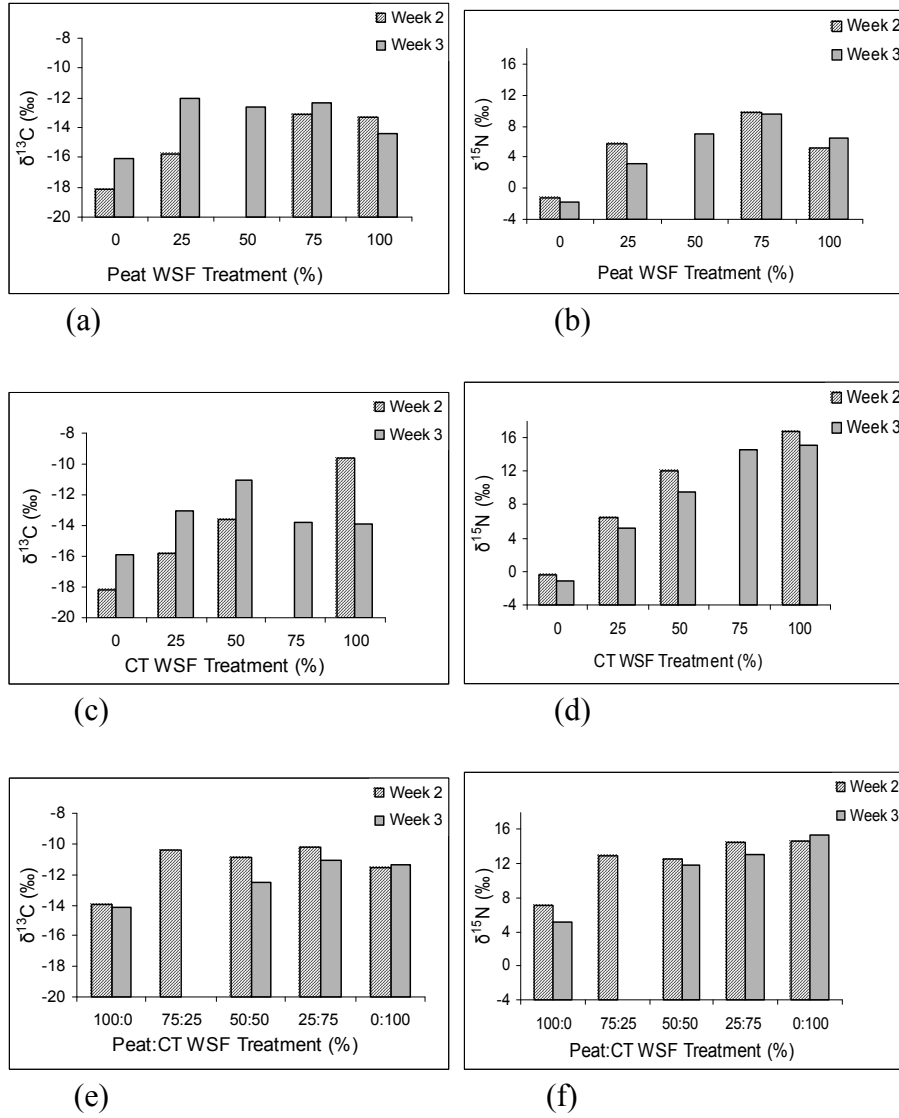 Week 2
Week 3
δ¹³C (‰)
-8
-10
-12
-14
-16
-18
-20
0 25 50 75 100
Peat WSF Treatment (%)
(a)
Week 2
Week 3
δ¹⁵N (‰)
16
12
8
4
0
-4
0 25 50 75 100
Peat WSF Treatment (%)
(b)
Week 2
Week 3
δ¹³C (‰)
-8
-10
-12
-14
-16
-18
-20
0 25 50 75 100
CT WSF Treatment (%)
(c)
Week 2
Week 3
δ¹⁵N (‰)
16
12
8
4
0
-4
0 25 50 75 100
CT WSF Treatment (%)
(d)
Week 2
Week 3
δ¹³C (‰)
-8
-10
-12
-14
-16
-18
-20
100:0 75:25 50:50 25:75 0:100
Peat:CT WSF Treatment (%)
(e)
Week 2
Week 3
δ¹⁵N (‰)
16
12
8
4
0
-4
100:0 75:25 50:50 25:75 0:100
Peat:CT WSF Treatment (%)
(f)